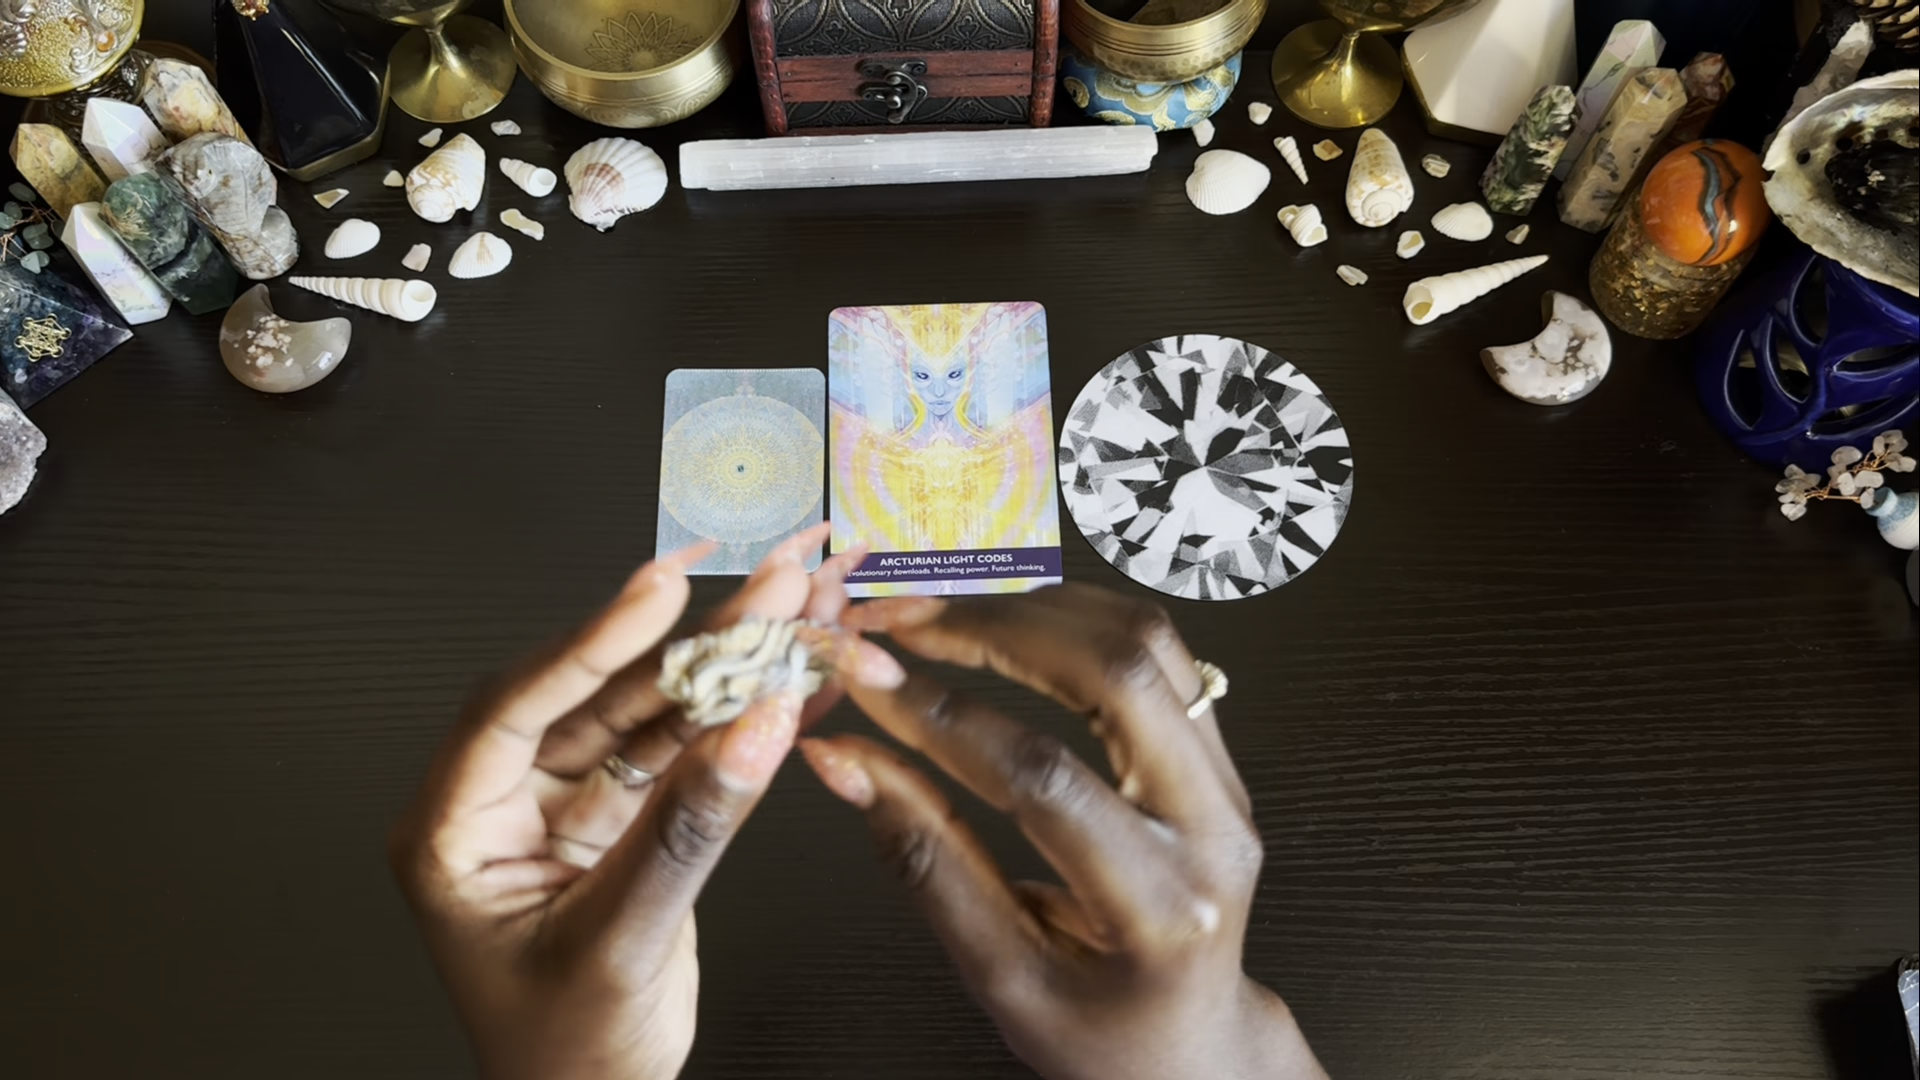 ARCTURIAN LIGHT CODES
Evolutionary downloads. Recalling power. Future thinking.